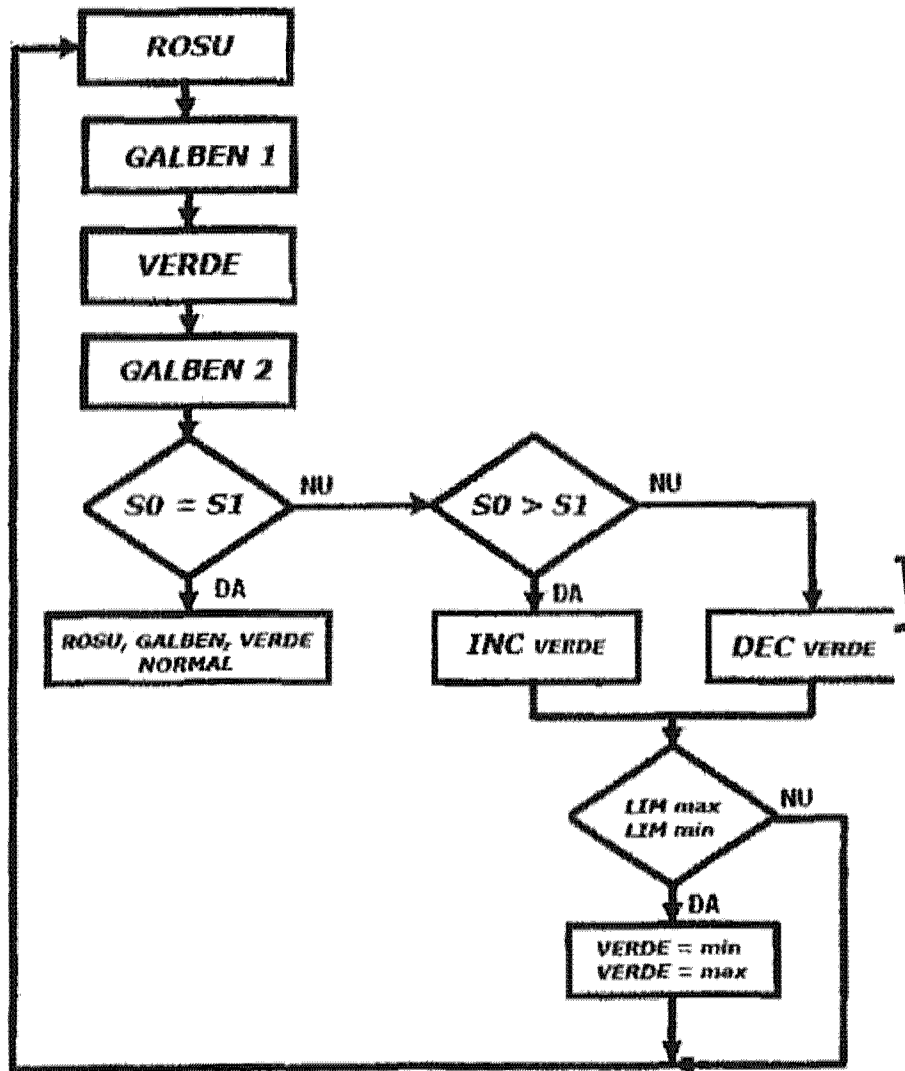 ROSU
GALBEN 1
VERDE
GALBEN 2
S0 = S1
NU
S0 > S1
NU
DA
DA
ROSU, GALBEN, VERDE
NORMAL
INC VERDE
DEC VERDE
LIM max
LIM min
NU
DA
VERDE = min
VERDE = max